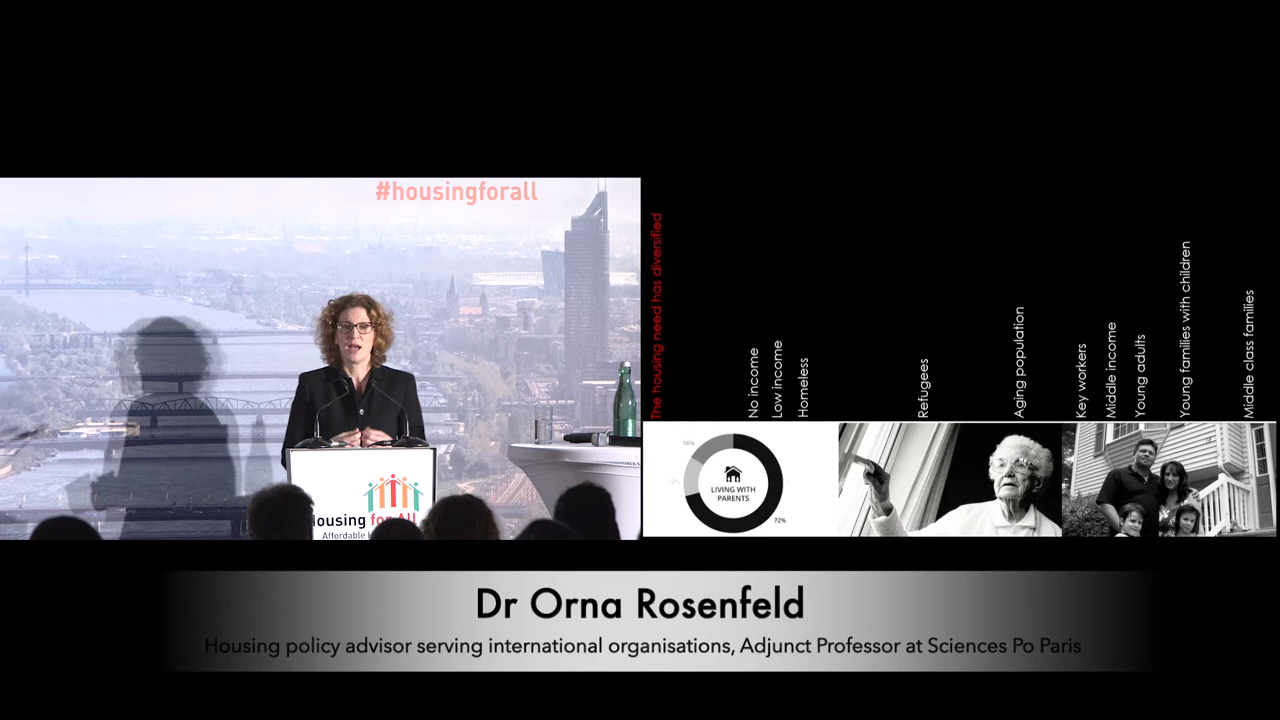 #housingforall
Housing for All
Affordable
The housing need has diversified
No income
Low income
Homeless
Refugees
Aging population
Key workers
Middle income
Young adults
Young families with children
Middle class families
16%
LIVING WITH
PARENTS
72%
Dr Orna Rosenfeld
Housing policy advisor serving international organisations, Adjunct Professor at Sciences Po Paris